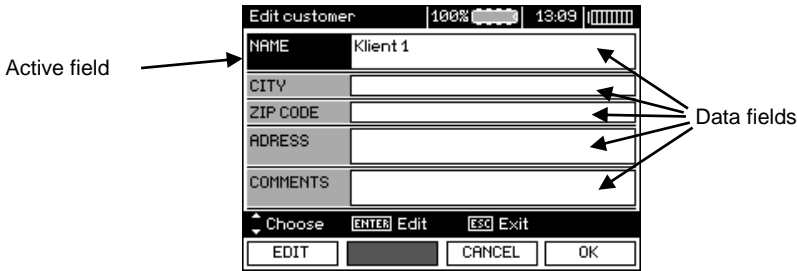 Edit customer 100% 13:09
NAME Klient 1
Active field
CITY
ZIP CODE
Data fields
ADRESS
COMMENTS
Choose ENTER Edit ESC Exit
EDIT CANCEL OK